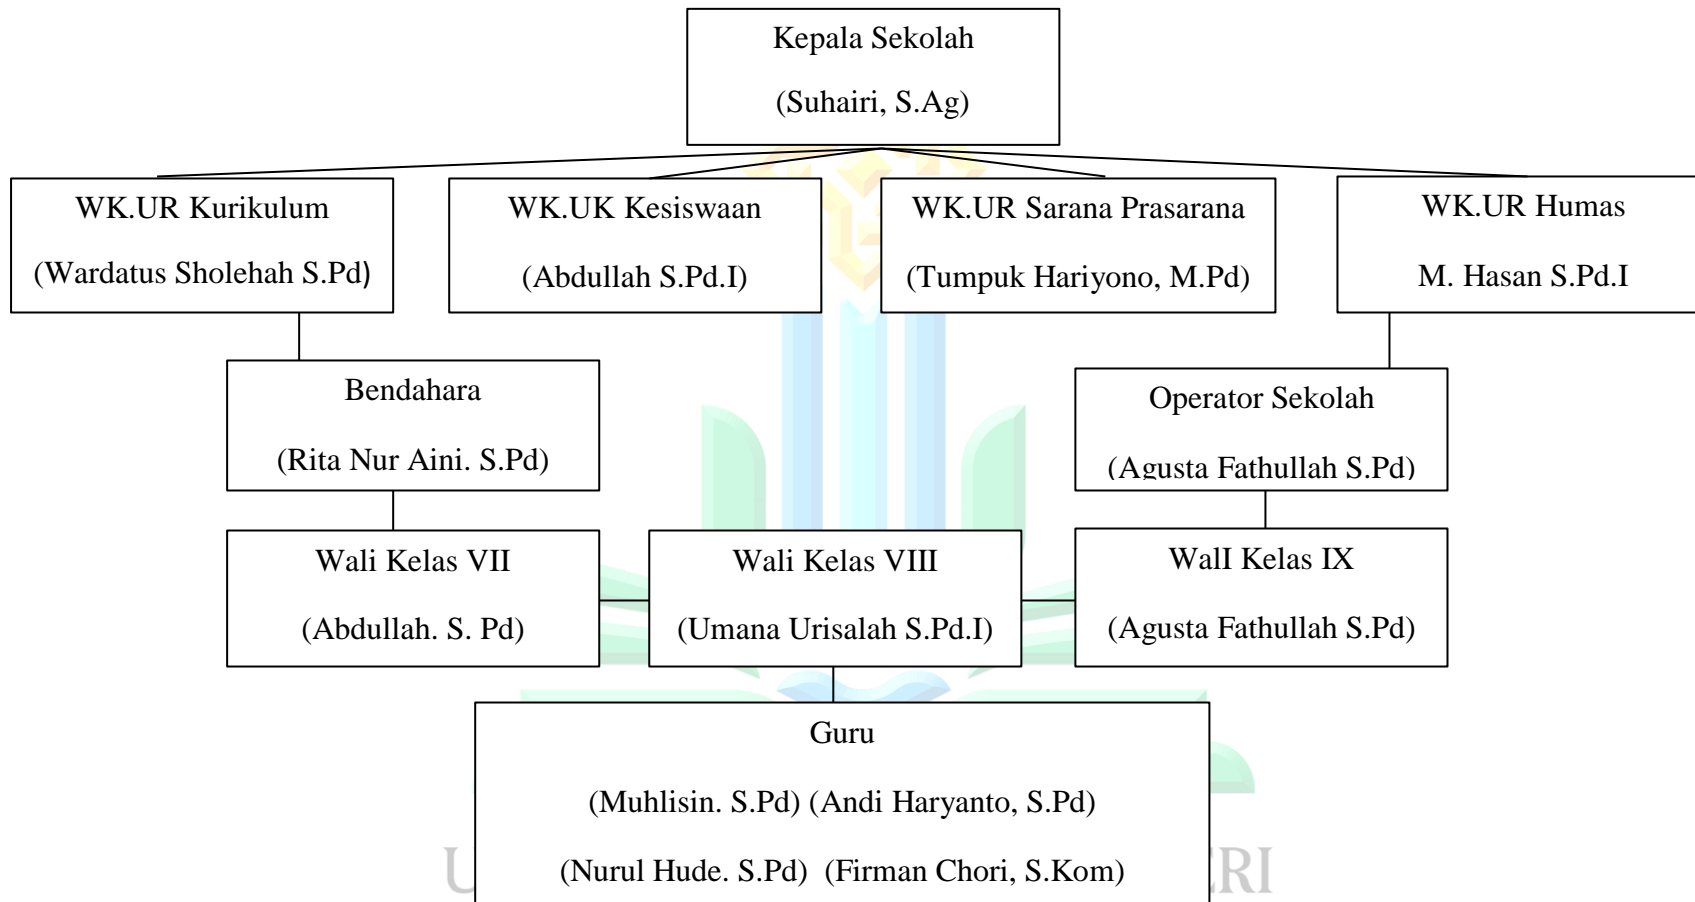 Kepala Sekolah
(Suhairi, S.Ag)
WK.UR Kurikulum
(Wardatus Sholehah S.Pd)
WK.UK Kesiswaan
(Abdullah S.Pd.I)
WK.UR Sarana Prasarana
(Tumpuk Hariyono, M.Pd)
WK.UR Humas
M. Hasan S.Pd.I
Bendahara
(Rita Nur Aini. S.Pd)
Operator Sekolah
(Agusta Fathullah S.Pd)
Wali Kelas VII
(Abdullah. S. Pd)
Wali Kelas VIII
(Umana Urisalah S.Pd.I)
WalI Kelas IX
(Agusta Fathullah S.Pd)
Guru
(Muhlisin. S.Pd) (Andi Haryanto, S.Pd)
(Nurul Hude. S.Pd) (Firman Chori, S.Kom)